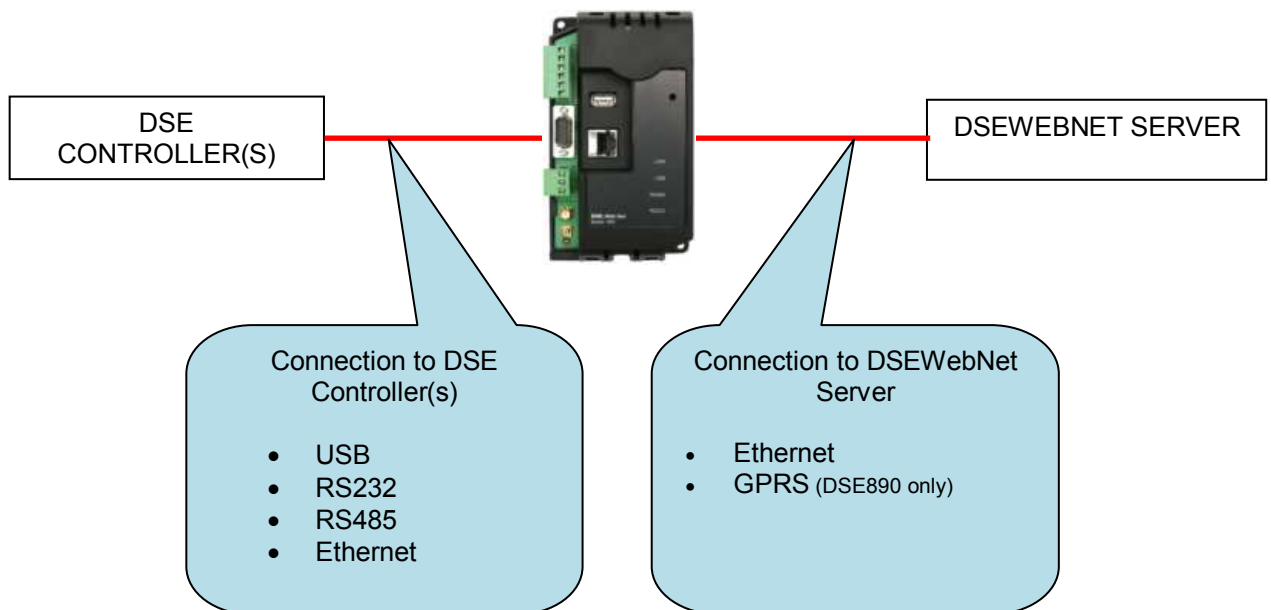 DSE
CONTROLLER(S)
DSEWEBNET SERVER
Connection to DSE
Controller(s)
• USB
• RS232
• RS485
• Ethernet
Connection to DSEWebNet
Server
• Ethernet
• GPRS (DSE890 only)